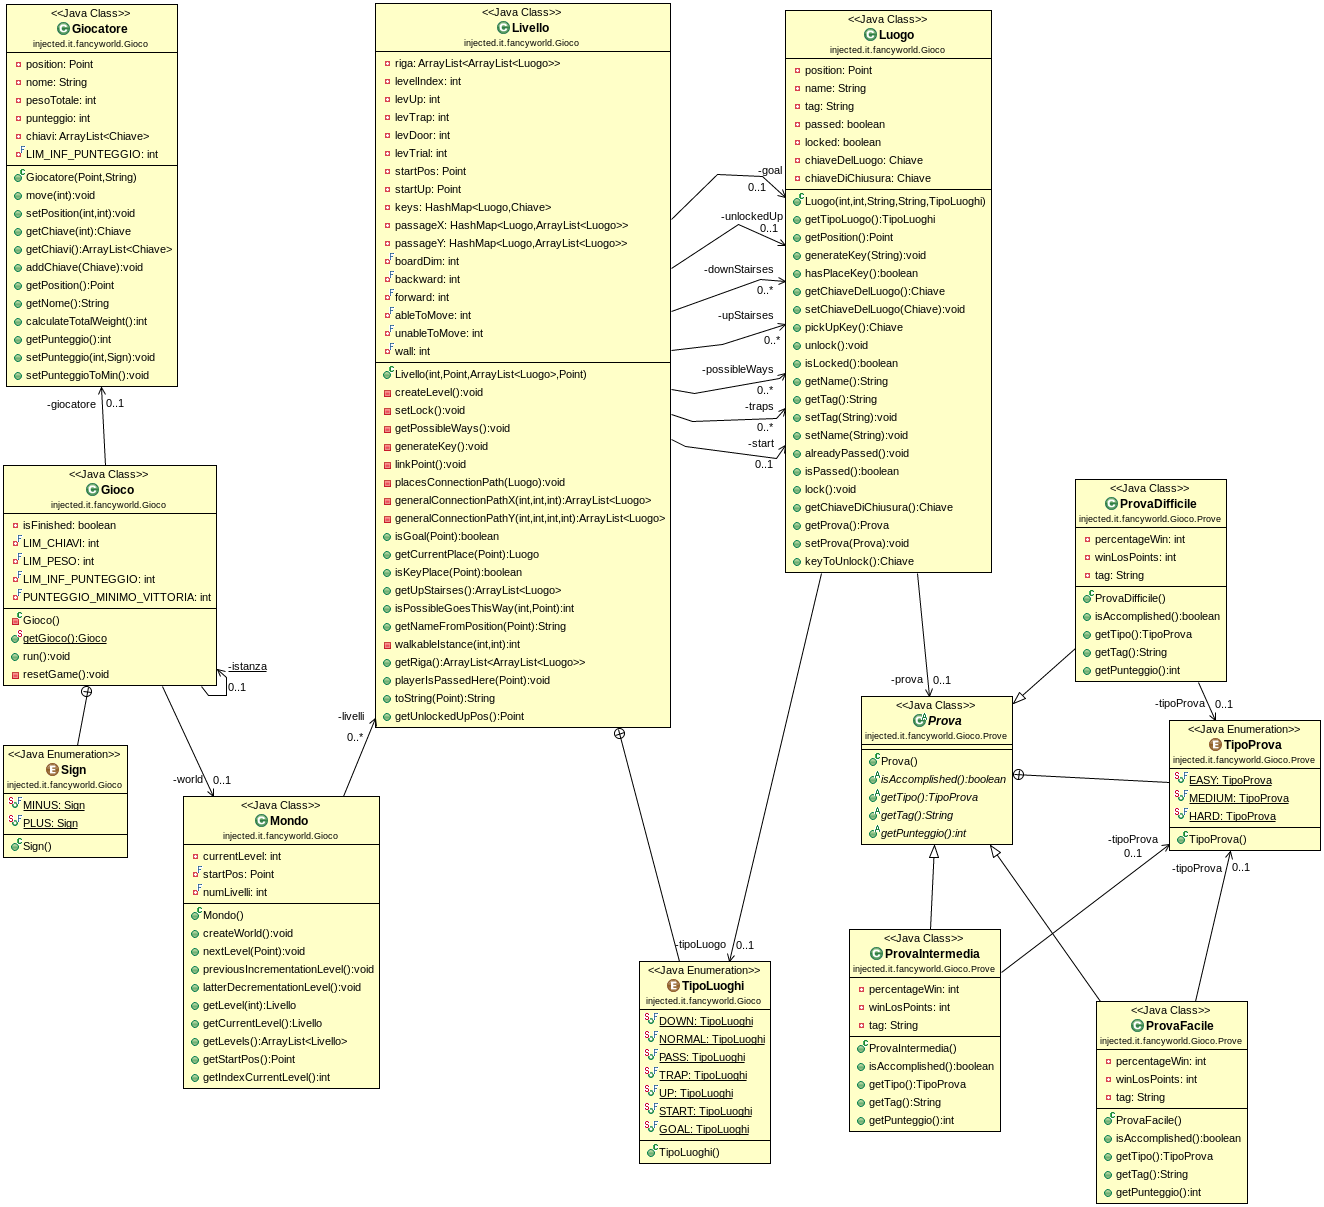 <<Java Class>>
Giocatore
injected.it.fancyworld.Gioco
position: Point
nome: String
pesoTotale: int
punteggio: int
chiavi: ArrayList<Chiave>
LIM_INF_PUNTEGGIO: int
Giocatore(Point,String)
move(int):void
setPosition(int,int):void
getChiave(int):Chiave
getChiavi():ArrayList<Chiave>
addChiave(Chiave):void
getPosition():Point
getNome():String
calculateTotalWeight():int
getPunteggio():int
setPunteggio(int,Sign):void
setPunteggioToMin():void
-giocatore
0..1
<<Java Class>>
Gioco
injected.it.fancyworld.Gioco
isFinished: boolean
LIM_CHIAVI: int
LIM_PESO: int
LIM_INF_PUNTEGGIO: int
PUNTEGGIO_MINIMO_VITTORIA: int
Gioco()
getGioco():Gioco
run():void
resetGame():void
-istanza
0..1
<<Java Enumeration>>
Sign
injected.it.fancyworld.Gioco
MINUS: Sign
PLUS: Sign
Sign()
-world
0..1
<<Java Class>>
Mondo
injected.it.fancyworld.Gioco
currentLevel: int
startPos: Point
numLivelli: int
Mondo()
createWorld():void
nextLevel(Point):void
previousIncrementationLevel():void
latterDecrementationLevel():void
getLevel(int):Livello
getCurrentLevel():Livello
getLevels():ArrayList<Livello>
getStartPos():Point
getIndexCurrentLevel():int
-livelli
0..*
<<Java Class>>
Livello
injected.it.fancyworld.Gioco
riga: ArrayList<ArrayList<Luogo>>
levelIndex: int
levUp: int
levTrap: int
levDoor: int
levTrial: int
startPos: Point
startUp: Point
keys: HashMap<Luogo,Chiave>
passageX: HashMap<Luogo,ArrayList<Luogo>>
passageY: HashMap<Luogo,ArrayList<Luogo>>
boardDim: int
backward: int
forward: int
ableToMove: int
unableToMove: int
wall: int
Livello(int,Point,ArrayList<Luogo>,Point)
createLevel():void
setLock():void
getPossibleWays():void
generateKey():void
linkPoint():void
placesConnectionPath(Luogo):void
generalConnectionPathX(int,int,int):ArrayList<Luogo>
generalConnectionPathY(int,int,int,int):ArrayList<Luogo>
isGoal(Point):boolean
getCurrentPlace(Point):Luogo
isKeyPlace(Point):boolean
getUpStairses():ArrayList<Luogo>
isPossibleGoesThisWay(int,Point):int
getNameFromPosition(Point):String
walkableIstance(int,int):int
getRiga():ArrayList<ArrayList<Luogo>>
playerIsPassedHere(Point):void
toString(Point):String
getUnlockedUpPos():Point
-goal
0..1
-unlockedUp
0..1
-downStairses
0..*
-upStairses
0..*
-possibleWays
0..*
-traps
0..*
-start
0..1
<<Java Class>>
Luogo
injected.it.fancyworld.Gioco
position: Point
name: String
tag: String
passed: boolean
locked: boolean
chiaveDelLuogo: Chiave
chiaveDiChiusura: Chiave
Luogo(int,int,String,String,TipoLuoghi)
getTipoLuogo():TipoLuoghi
getPosition():Point
generateKey(String):void
hasPlaceKey():boolean
getChiaveDelLuogo():Chiave
setChiaveDelLuogo(Chiave):void
pickUpKey():Chiave
unlock():void
isLocked():boolean
getName():String
getTag():String
setTag(String):void
setName(String):void
alreadyPassed():void
isPassed():boolean
lock():void
getChiaveDiChiusura():Chiave
getProva():Prova
setProva(Prova):void
keyToUnlock():Chiave
-tipoLuogo
0..1
<<Java Enumeration>>
TipoLuoghi
injected.it.fancyworld.Gioco
DOWN: TipoLuoghi
NORMAL: TipoLuoghi
PASS: TipoLuoghi
TRAP: TipoLuoghi
UP: TipoLuoghi
START: TipoLuoghi
GOAL: TipoLuoghi
TipoLuoghi()
-prova
0..1
<<Java Class>>
Prova
injected.it.fancyworld.Gioco.Prove
Prova()
isAccomplished():boolean
getTipo():TipoProva
getTag():String
getPunteggio():int
<<Java Class>>
ProvaDifficile
injected.it.fancyworld.Gioco.Prove
percentageWin: int
winLosPoints: int
tag: String
ProvaDifficile()
isAccomplished():boolean
getTipo():TipoProva
getTag():String
getPunteggio():int
-tipoProva
0..1
<<Java Enumeration>>
TipoProva
injected.it.fancyworld.Gioco.Prove
EASY: TipoProva
MEDIUM: TipoProva
HARD: TipoProva
TipoProva()
-tipoProva
0..1
-tipoProva
0..1
<<Java Class>>
ProvaIntermedia
injected.it.fancyworld.Gioco.Prove
percentageWin: int
winLosPoints: int
tag: String
ProvaIntermedia()
isAccomplished():boolean
getTipo():TipoProva
getTag():String
getPunteggio():int
<<Java Class>>
ProvaFacile
injected.it.fancyworld.Gioco.Prove
percentageWin: int
winLosPoints: int
tag: String
ProvaFacile()
isAccomplished():boolean
getTipo():TipoProva
getTag():String
getPunteggio():int